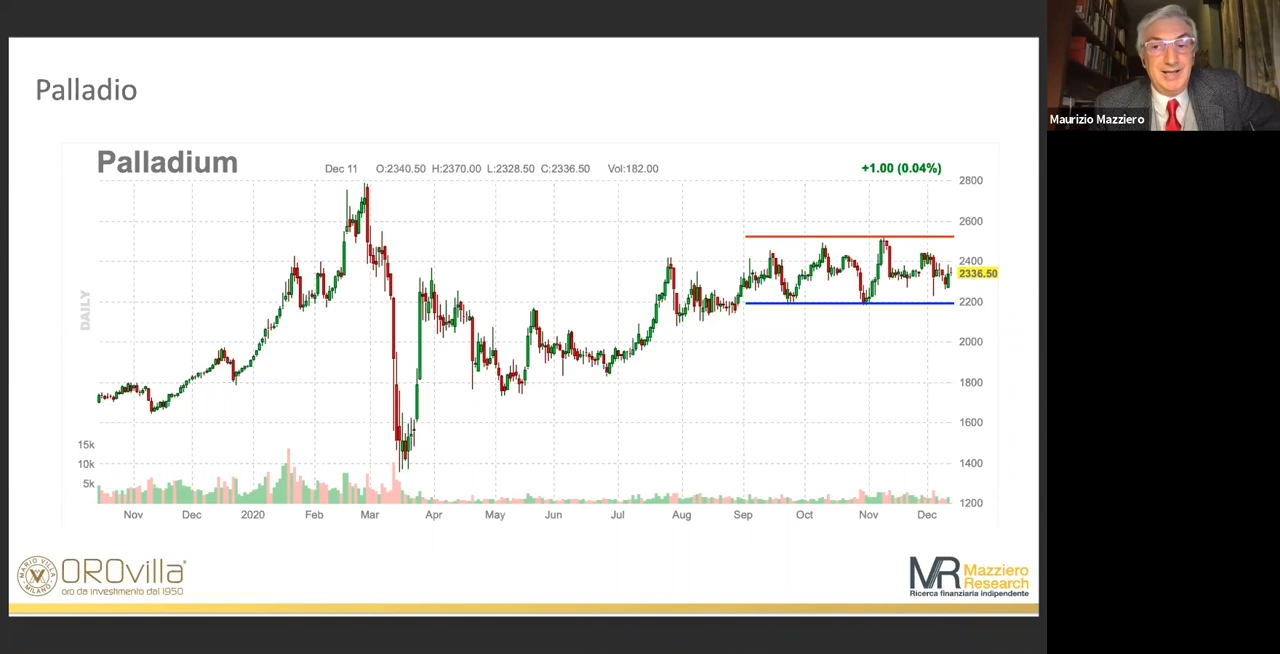 Palladio
Palladium
Dec 11 O:2340.50 H:2370.00 L:2328.50 C:2336.50 Vol:182.00
+1.00 (0.04%)
DAILY
2800
2600
2400
2336.50
2200
2000
1800
1600
1400
1200
15k
10k
5k
Nov Dec 2020 Feb Mar Apr May Jun Jul Aug Sep Oct Nov Dec
MARIO VILLA MILANO
OROvilla®
oro da investimento dal 1950
MR Mazziero
Research
Ricerca finanziaria indipendente
Maurizio Mazziero